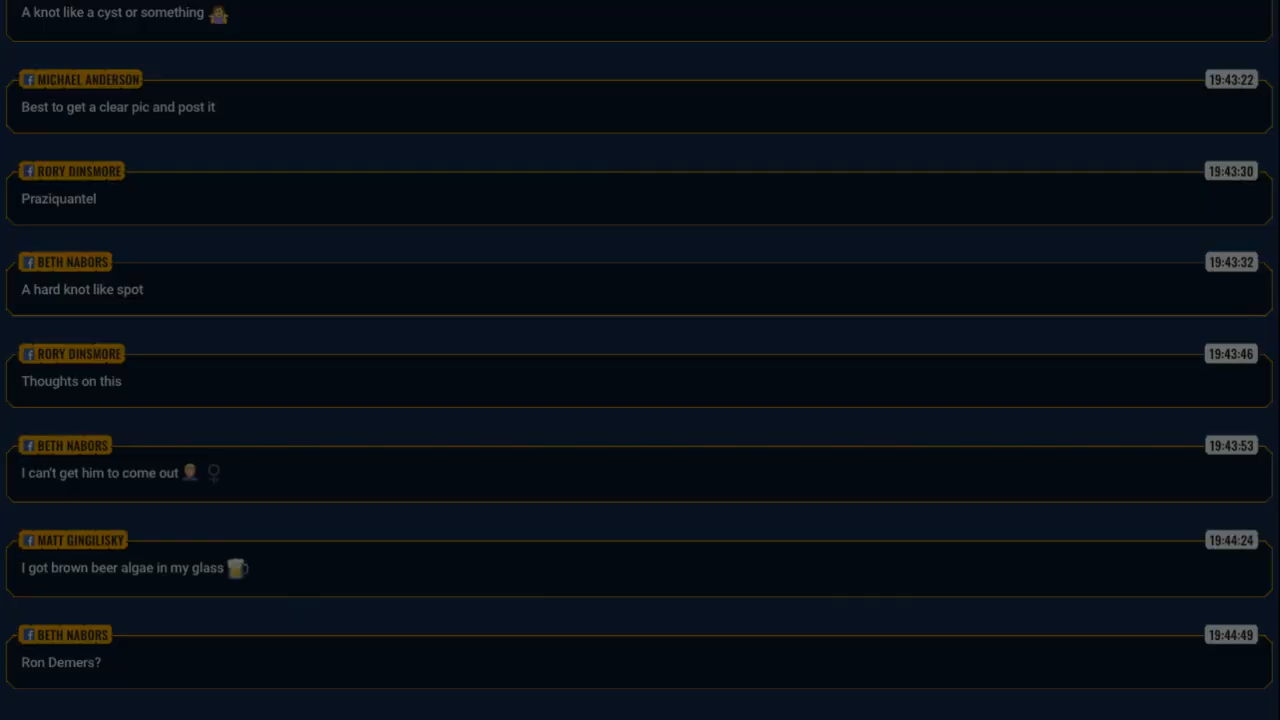 A knot like a cyst or something 🤷‍♀️
MICHAEL ANDERSON 19:43:22
Best to get a clear pic and post it
RORY DINSMORE 19:43:30
Praziquantel
BETH NABORS 19:43:32
A hard knot like spot
RORY DINSMORE 19:43:46
Thoughts on this
BETH NABORS 19:43:53
I can't get him to come out
MATT GINGILISKY 19:44:24
I got brown beer algae in my glass 🍺
BETH NABORS 19:44:49
Ron Demers?